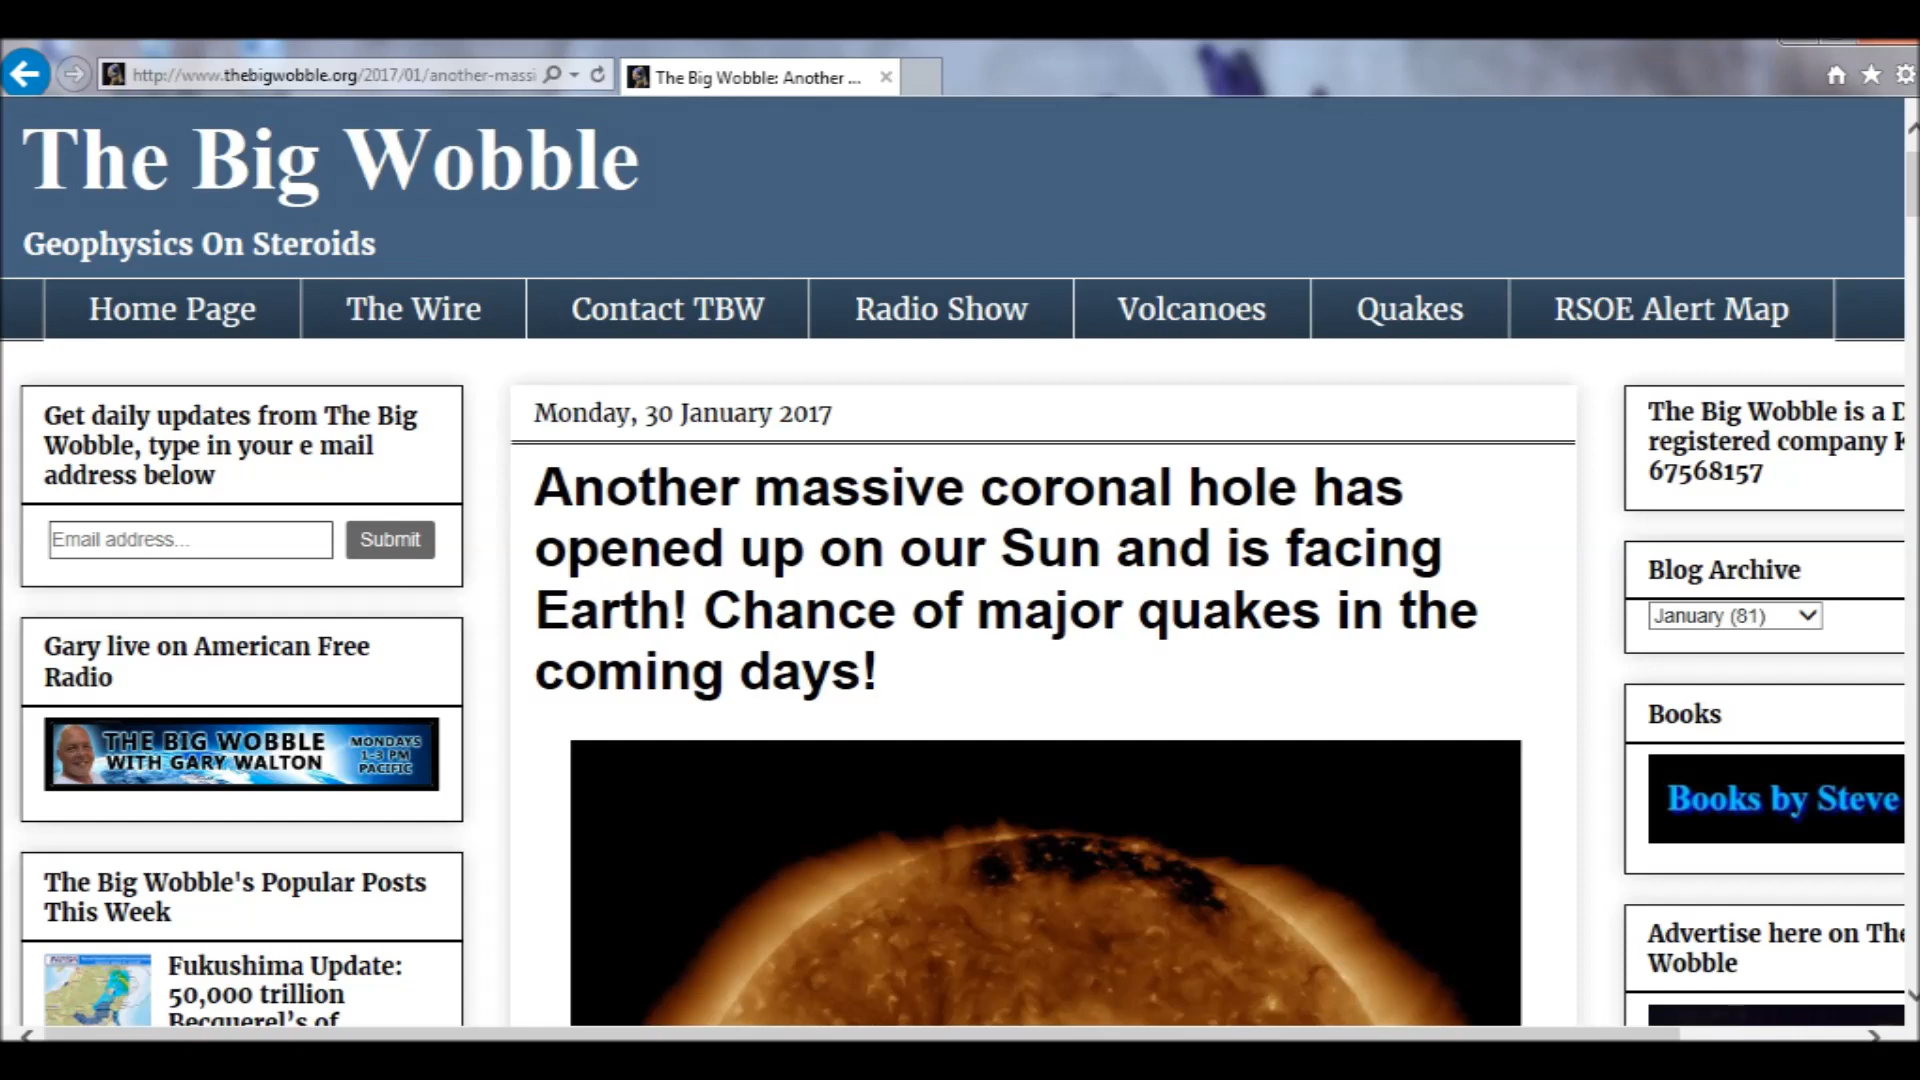 http://www.thebigwobble.org/2017/01/another-massi
The Big Wobble: Another ...
The Big Wobble
Geophysics On Steroids
Home Page
The Wire
Contact TBW
Radio Show
Volcanoes
Quakes
RSOE Alert Map
Get daily updates from The Big
Wobble, type in your e mail
address below
Email address...
Submit
Gary live on American Free
Radio
THE BIG WOBBLE
WITH GARY WALTON
MONDAYS
1-3 PM
PACIFIC
The Big Wobble's Popular Posts
This Week
Fukushima Update:
50,000 trillion
Becquerel's of
Monday, 30 January 2017
Another massive coronal hole has
opened up on our Sun and is facing
Earth! Chance of major quakes in the
coming days!
The Big Wobble is a D
registered company K
67568157
Blog Archive
January (81)
Books
Books by Steve
Advertise here on The
Wobble